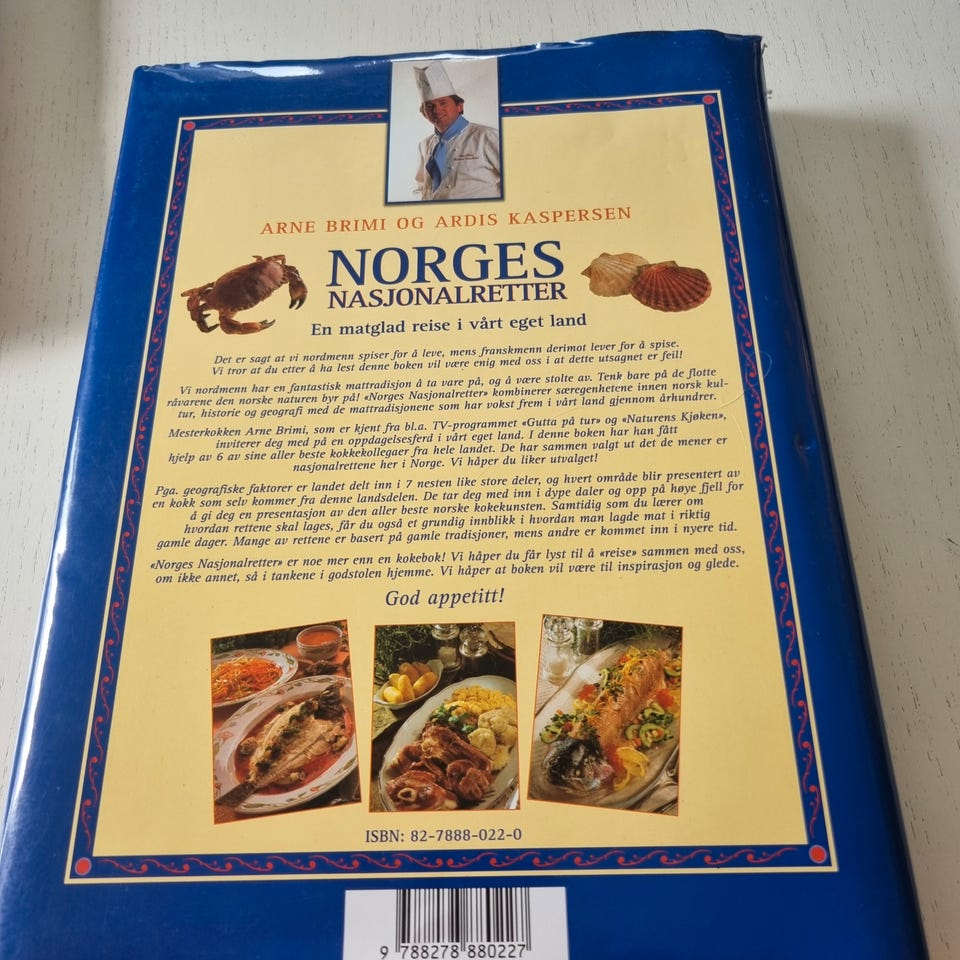 ARNE BRIMI OG ARDIS KASPERSEN
NORGES
NASJONALRETTER
En matglad reise i vårt eget land
Det er sagt at vi nordmenn spiser for å leve, mens franskmenn derimot lever for å spise.
Vi tror at du etter å ha lest denne boken vil være enig med oss i at dette utsagnet er feil!
Vi nordmenn har en fantastisk mattradisjon å ta vare på, og å være stolte av. Tenk bare på de flotte
råvarene den norske naturen byr på! «Norges Nasjonalretter» kombinerer særegenhetene innen norsk kul-
tur, historie og geografi med de mattradisjonene som har vokst frem i vårt land gjennom århundrer.
Mesterkokken Arne Brimi, som er kjent fra bl.a. TV-programmet «Gutta på tur» og «Naturens Kjøken»,
inviterer deg med på en oppdagelsesferd i vårt eget land. I denne boken har han fått
hjelp av 6 av sine aller beste kokkekollegaer fra hele landet. De har sammen valgt ut det de mener er
nasjonalrettene her i Norge. Vi håper du liker utvalget!
Pga. geografiske faktorer er landet delt inn i 7 nesten like store deler, og hvert område blir presentert av
en kokk som selv kommer fra denne landsdelen. De tar deg med inn i dype daler og opp på høye fjell for
å gi deg en presentasjon av den aller beste norske kokekunsten. Samtidig som du lærer om
hvordan rettene skal lages, får du også et grundig innblikk i hvordan man lagde mat i riktig
gamle dager. Mange av rettene er basert på gamle tradisjoner, mens andre er kommet inn i nyere tid.
«Norges Nasjonalretter» er noe mer enn en kokebok! Vi håper du får lyst til å «reise» sammen med oss,
om ikke annet, så i tankene i godstolen hjemme. Vi håper at boken vil være til inspirasjon og glede.
God appetitt!
ISBN: 82-7888-022-0
9 788278 880227